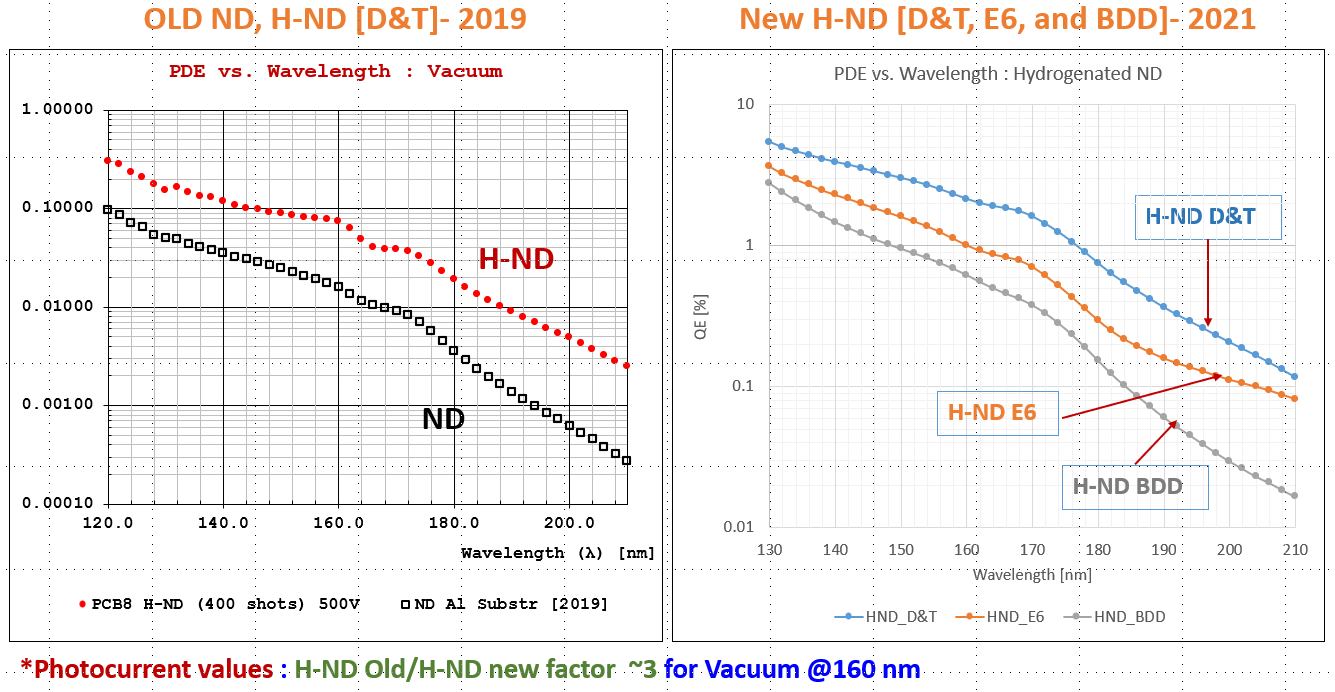 OLD ND, H-ND [D&T]- 2019
PDE vs. Wavelength : Vacuum
1.00000
0.10000
0.01000
0.00100
0.00010
120.0 140.0 160.0 180.0 200.0
Wavelength (λ) [nm]
H-ND
ND
PCB8 H-ND (400 shots) 500V ND Al Substr [2019]
New H-ND [D&T, E6, and BDD]- 2021
PDE vs. Wavelength : Hydrogenated ND
QE [%]
10
1
0.1
0.01
130 140 150 160 170 180 190 200 210
Wavelength [nm]
H-ND D&T
H-ND E6
H-ND BDD
HND_D&T HND_E6 HND_BDD
*Photocurrent values : H-ND Old/H-ND new factor ~3 for Vacuum @160 nm